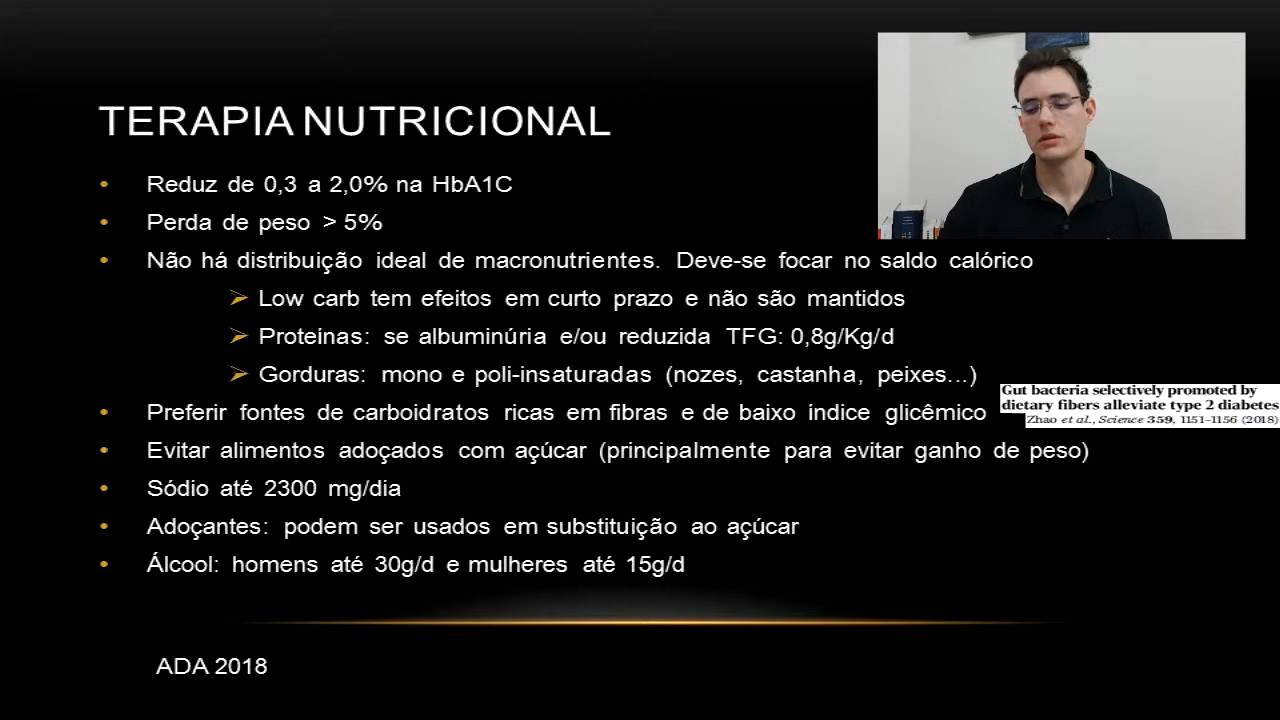 TERAPIA NUTRICIONAL
• Reduz de 0,3 a 2,0% na HbA1C
• Perda de peso > 5%
• Não há distribuição ideal de macronutrientes. Deve-se focar no saldo calórico
➢ Low carb tem efeitos em curto prazo e não são mantidos
➢ Proteínas: se albuminúria e/ou reduzida TFG: 0,8g/Kg/d
➢ Gorduras: mono e poli-insaturadas (nozes, castanha, peixes...)
• Preferir fontes de carboidratos ricas em fibras e de baixo índice glicêmico
Gut bacteria selectively promoted by
dietary fibers alleviate type 2 diabetes
Zhao et al., Science 359, 1151–1156 (2018)
• Evitar alimentos adoçados com açúcar (principalmente para evitar ganho de peso)
• Sódio até 2300 mg/dia
• Adoçantes: podem ser usados em substituição ao açúcar
• Álcool: homens até 30g/d e mulheres até 15g/d
ADA 2018